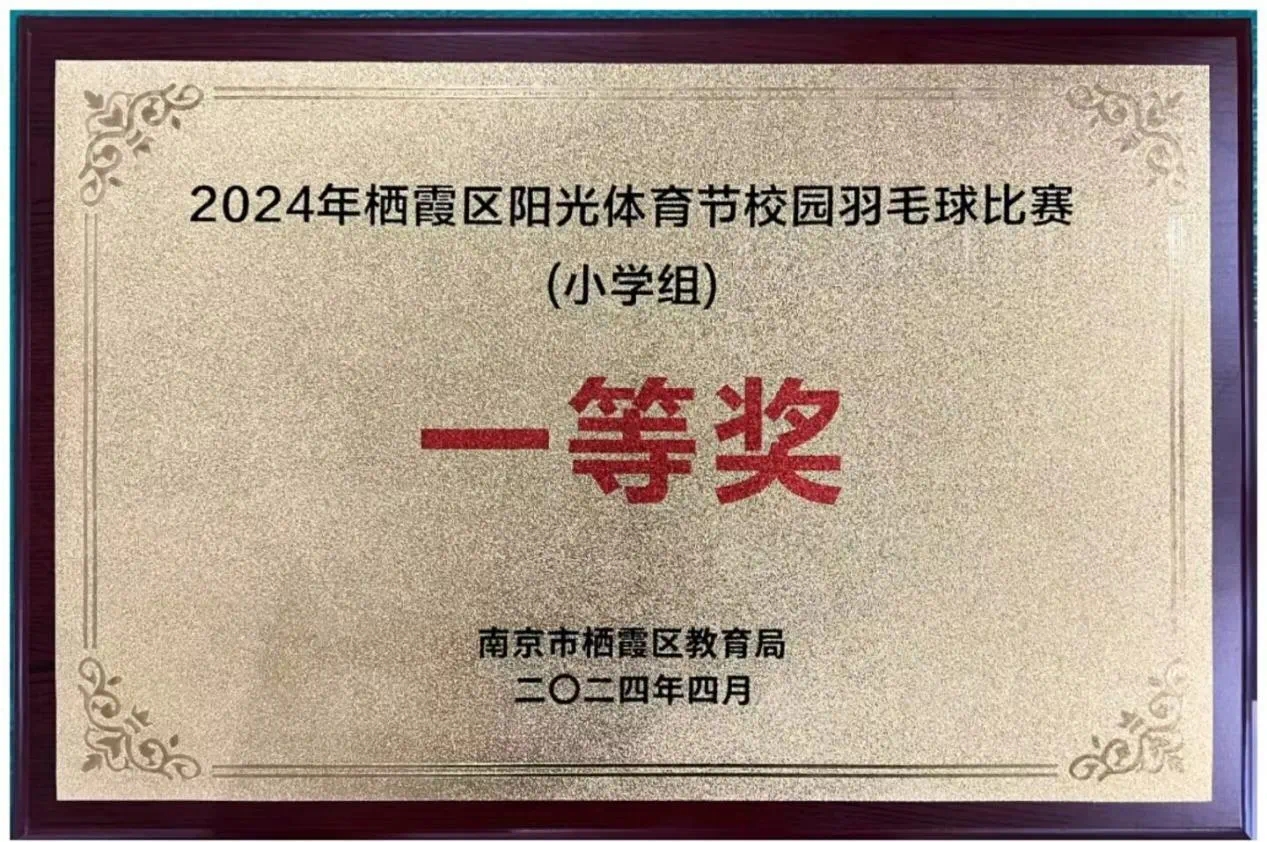 2024年栖霞区阳光体育节校园羽毛球比赛
(小学组)
一等奖
南京市栖霞区教育局
二〇二四年四月